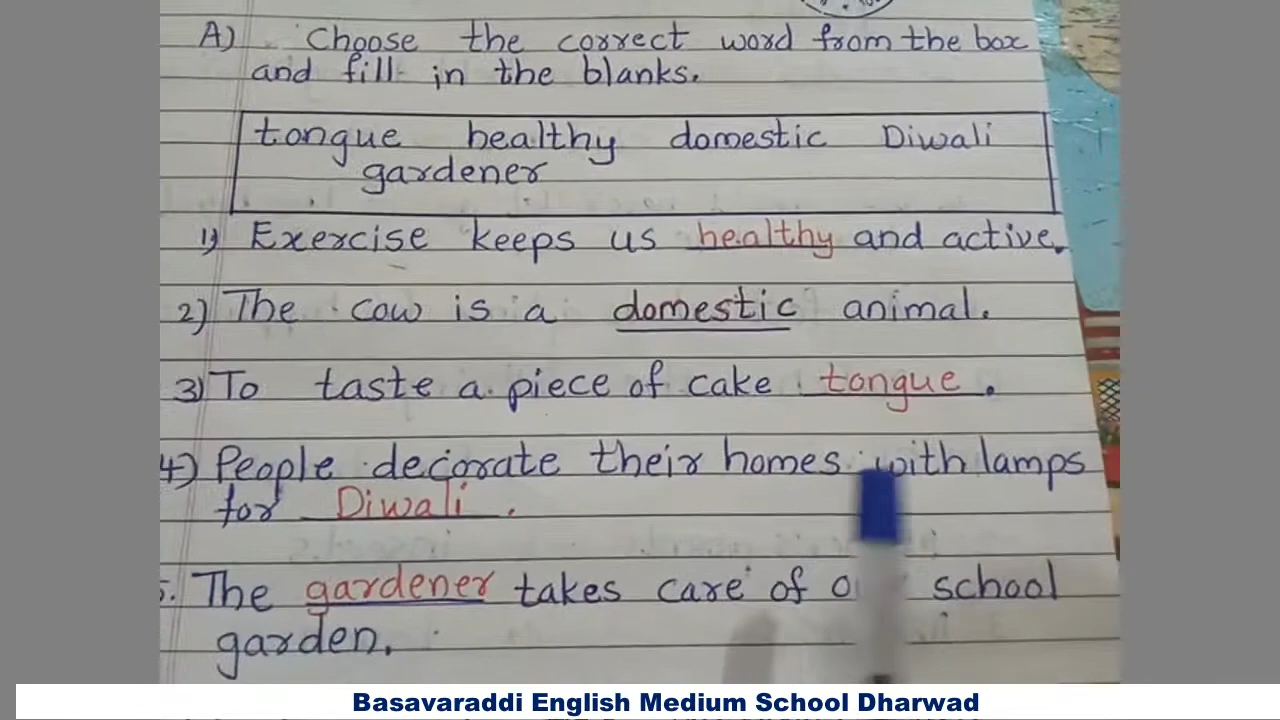 A) Choose the correct word from the box
and fill in the blanks.
tongue healthy domestic Diwali
gardener
1) Exercise keeps us healthy and active.
2) The cow is a domestic animal.
3) To taste a piece of cake tongue.
4) People decorate their homes with lamps
for Diwali.
5. The gardener takes care of school
garden.
Basavaraddi English Medium School Dharwad